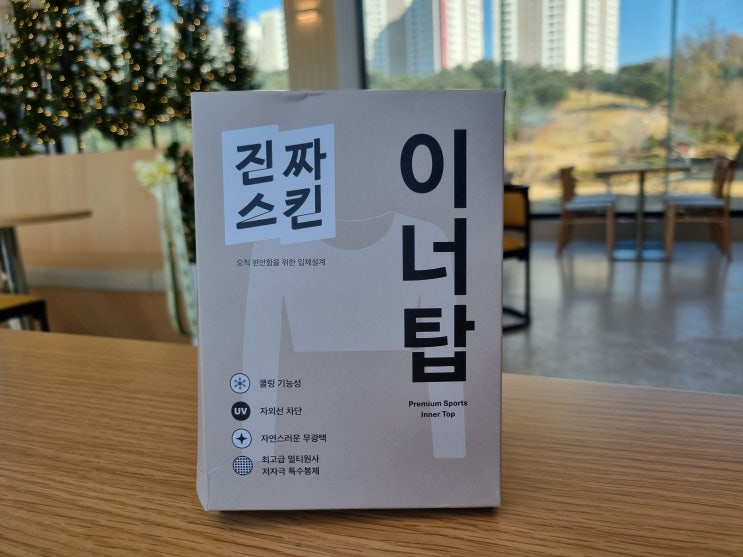 진짜
스킨
오직 편안함을 위한 입체설계
이너탑
Premium Sports
Inner Top
쿨링 기능성
UV 자외선 차단
자연스러운 무광택
최고급 멀티원사
저자극 특수봉제